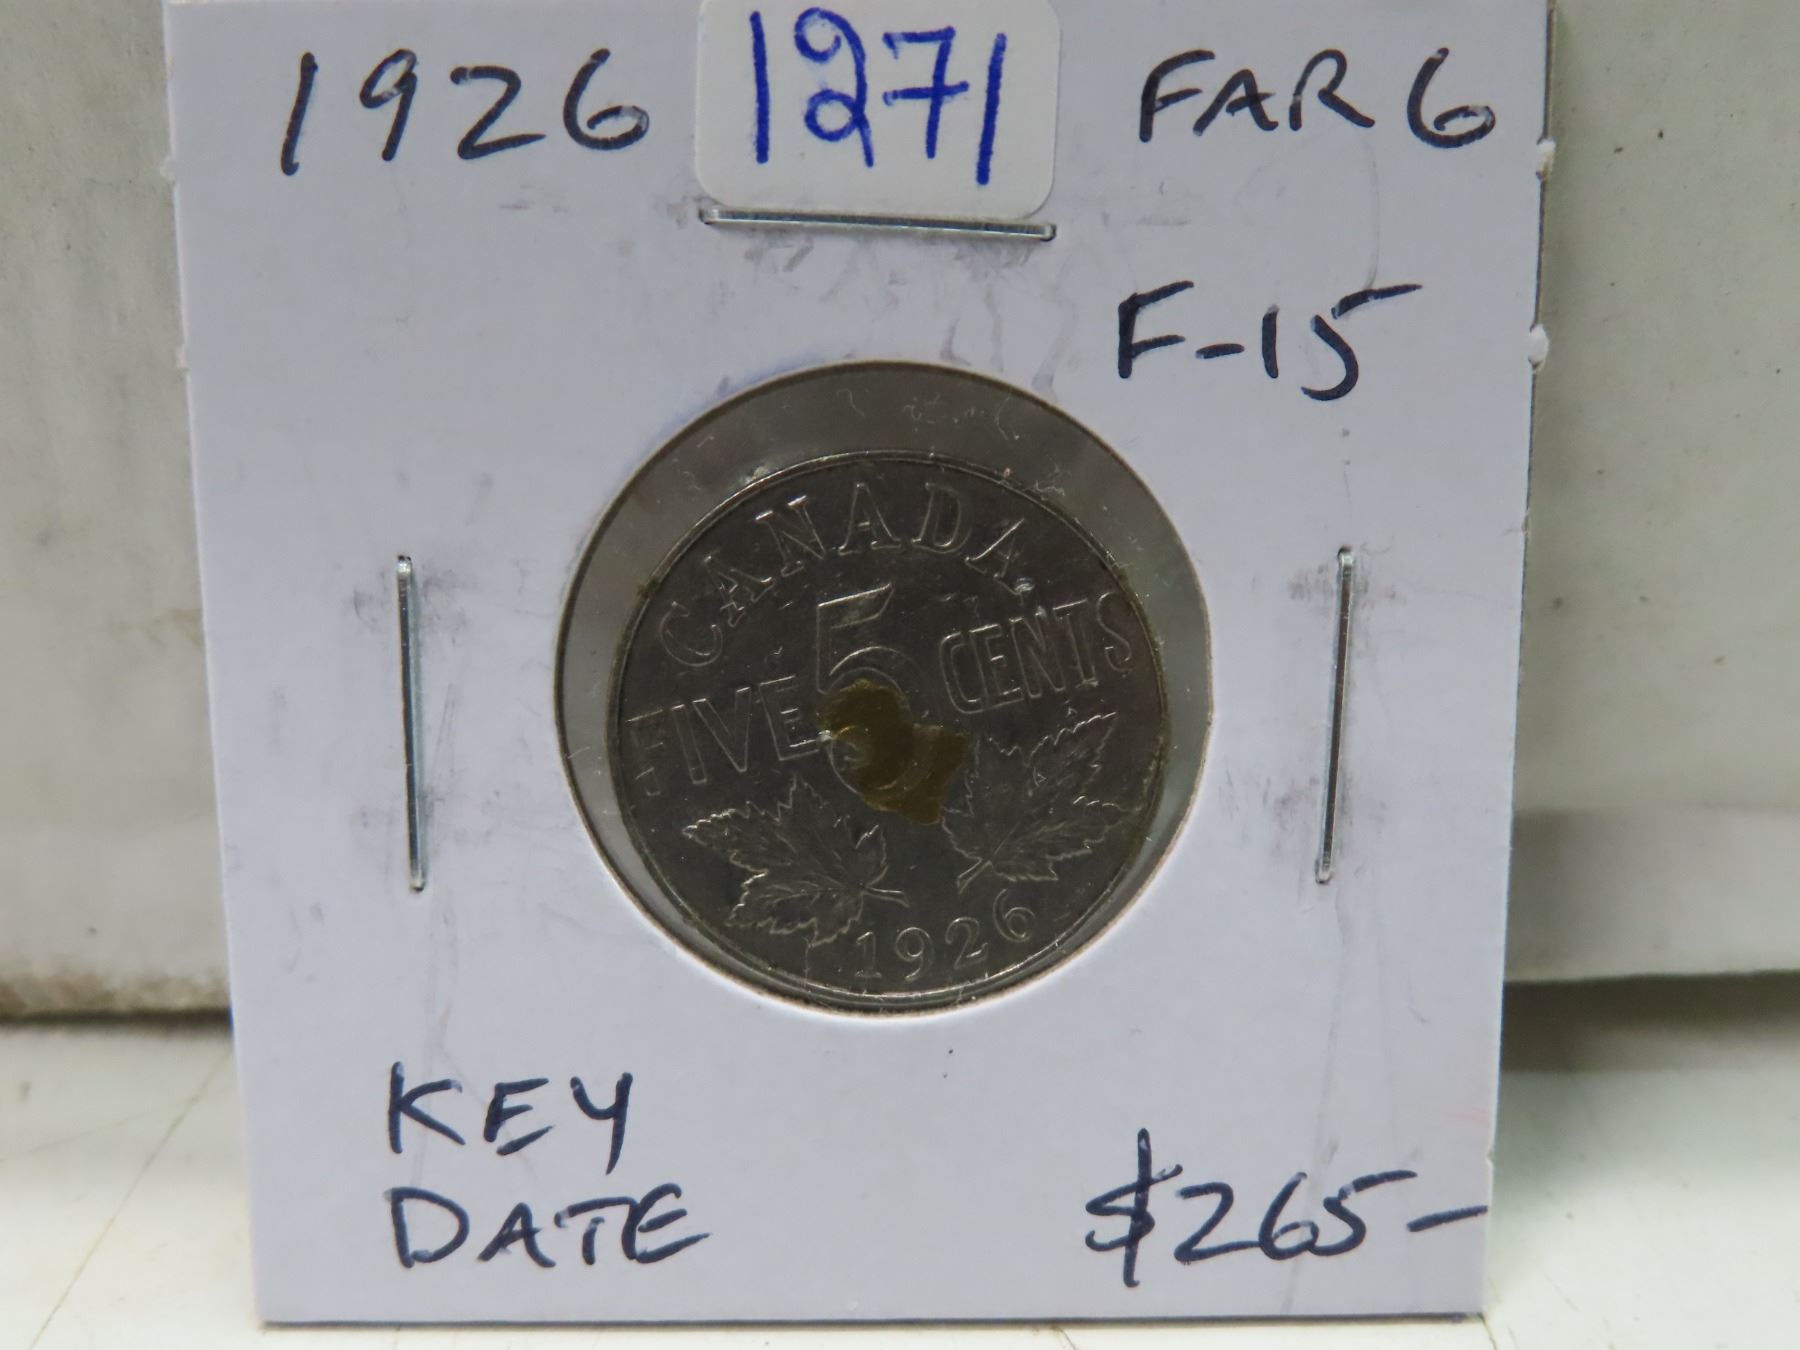 1926 1271 FAR 6
F-15
CANADA
5
FIVE CENTS
1926
KEY
DATE
$265-